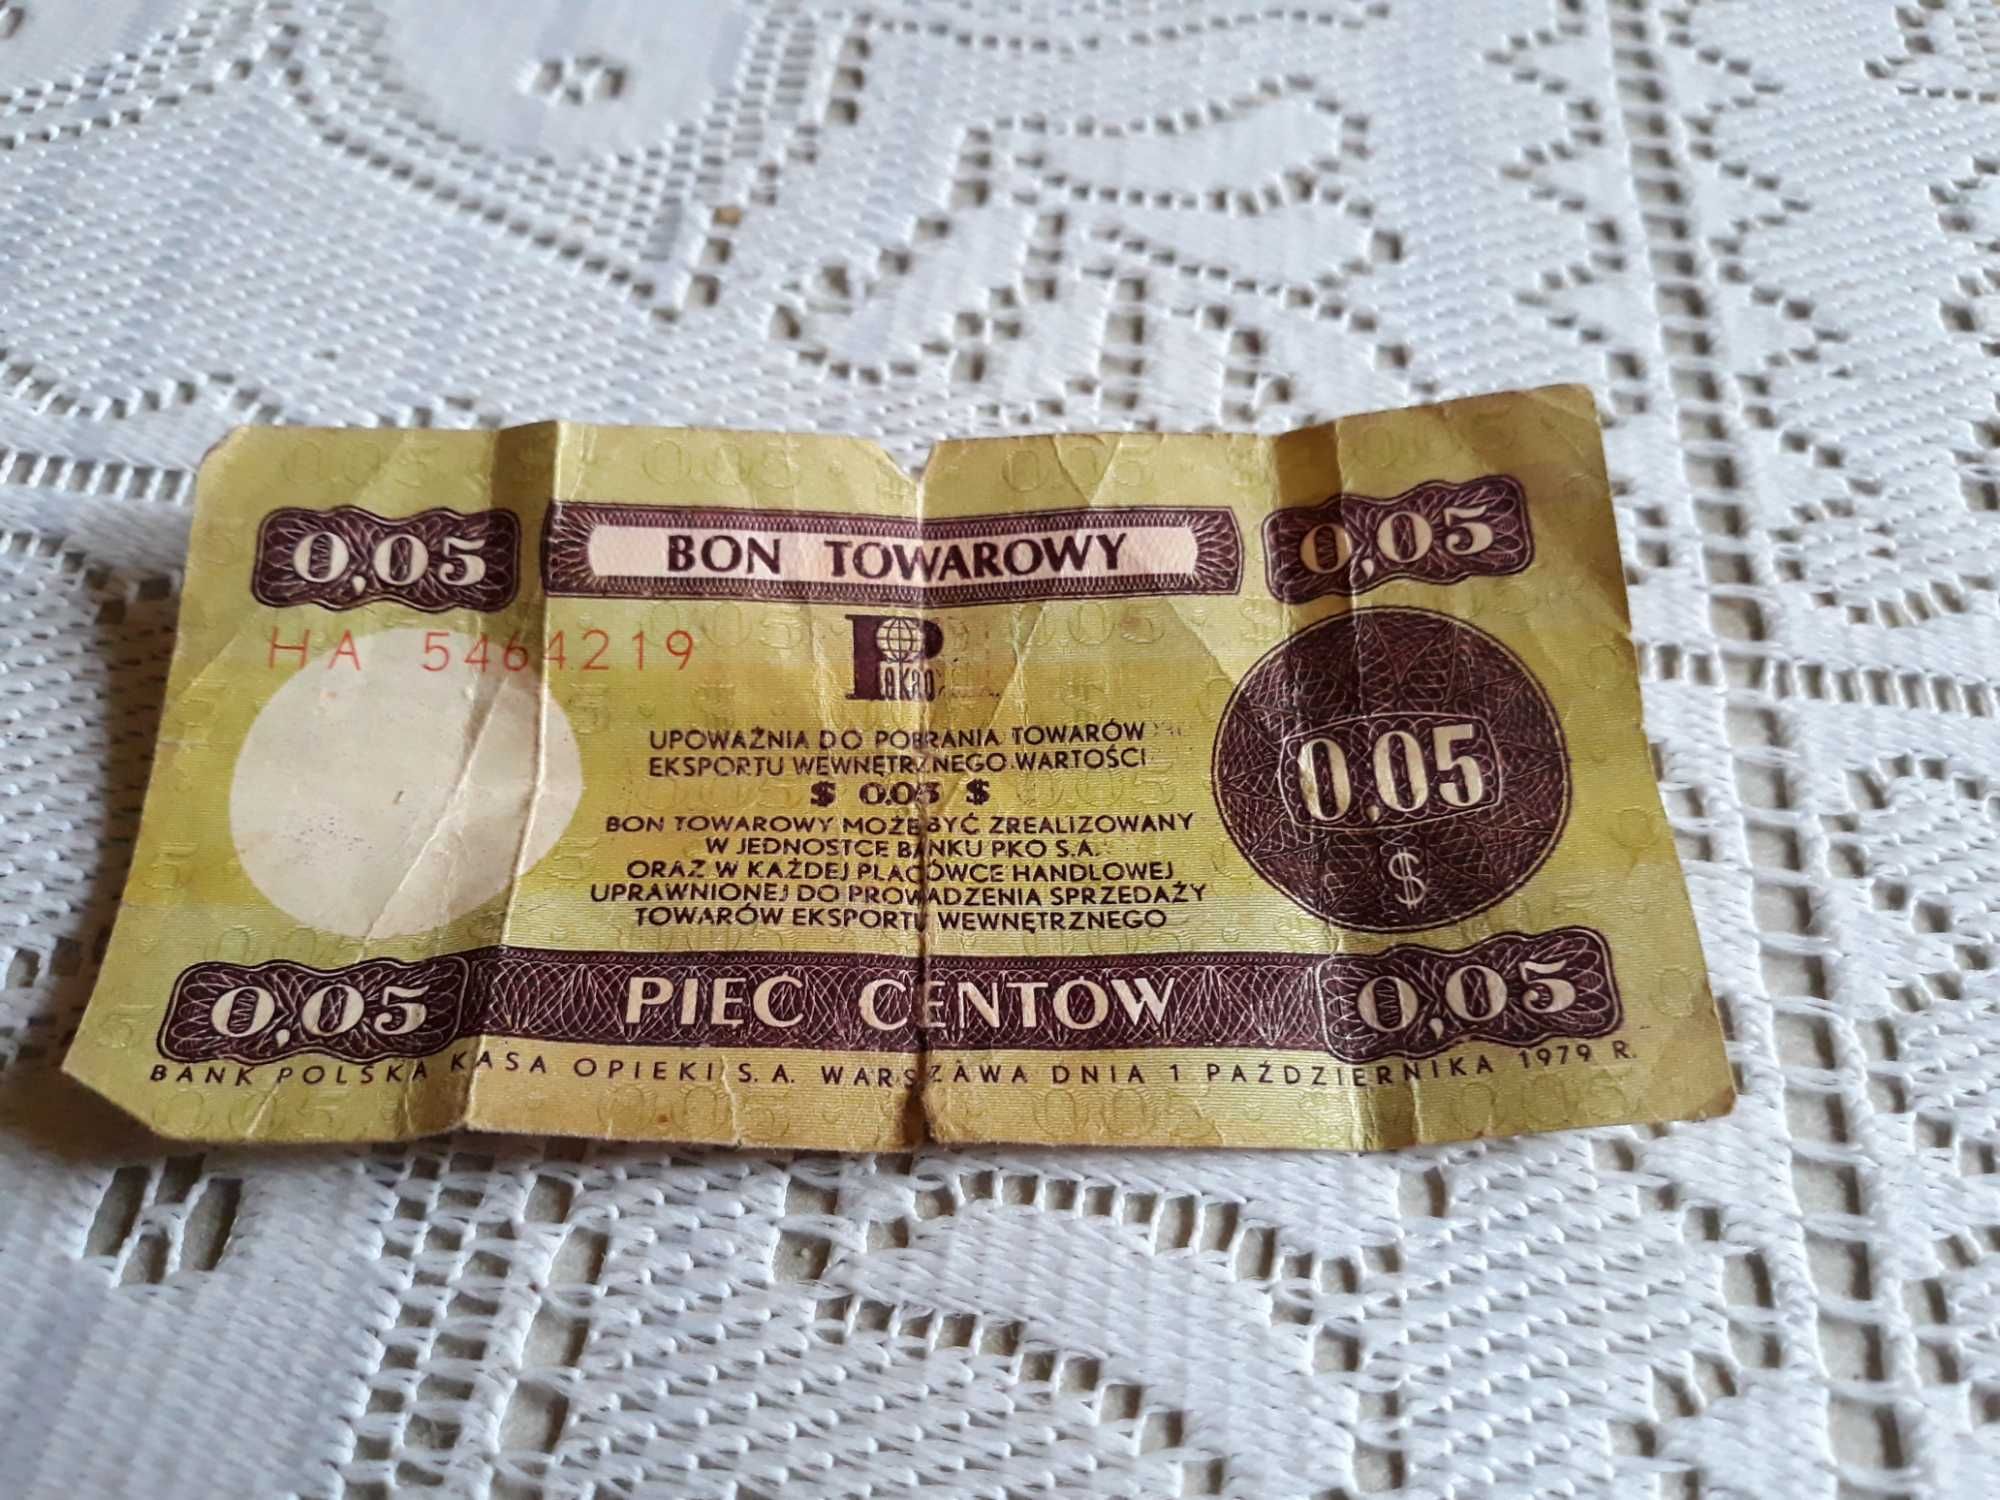 0,05 BON TOWAROWY 0,05
HA 5464219
Pekao
UPOWAŻNIA DO POBRANIA TOWARÓW
EKSPORTU WEWNĘTRZNEGO WARTOŚCI
$ 0.05 $
BON TOWAROWY MOŻE BYĆ ZREALIZOWANY
W JEDNOSTCE BANKU PKO S.A.
ORAZ W KAŻDEJ PLACÓWCE HANDLOWEJ
UPRAWNIONEJ DO PROWADZENIA SPRZEDAŻY
TOWARÓW EKSPORTU WEWNĘTRZNEGO
0,05
$
0,05 PIĘĆ CENTÓW 0,05
BANK POLSKA KASA OPIEKI S.A. WARSZAWA DNIA 1 PAŹDZIERNIKA 1979 R.